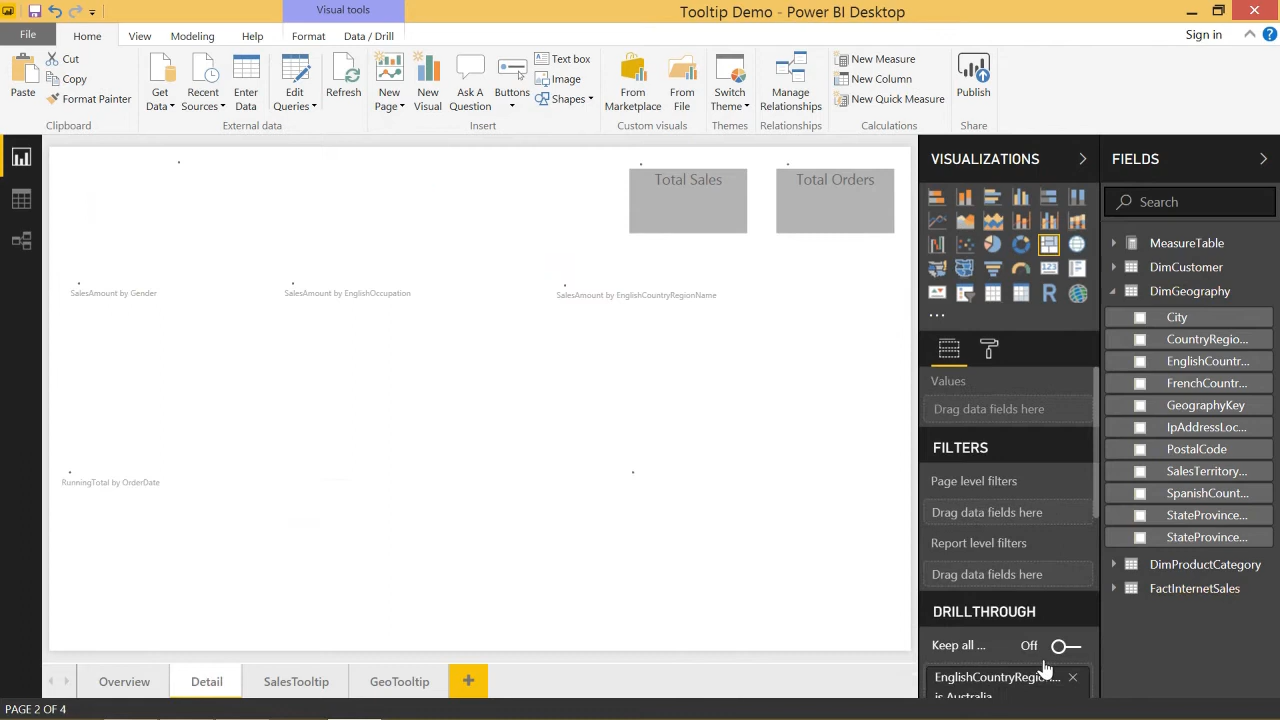 Visual tools
Tooltip Demo - Power BI Desktop
File
Home
View
Modeling
Help
Format
Data / Drill
Sign in
Paste
Cut
Copy
Format Painter
Clipboard
Get Data
Recent Sources
Enter Data
External data
Edit Queries
Refresh
New Page
New Visual
Ask A Question
Buttons
Text box
Image
Shapes
Insert
From Marketplace
From File
Custom visuals
Switch Theme
Themes
Manage Relationships
Relationships
New Measure
New Column
New Quick Measure
Calculations
Publish
Share
Total Sales
Total Orders
SalesAmount by Gender
SalesAmount by EnglishOccupation
SalesAmount by EnglishCountryRegionName
RunningTotal by OrderDate
VISUALIZATIONS
123
R
Values
Drag data fields here
FILTERS
Page level filters
Drag data fields here
Report level filters
Drag data fields here
DRILLTHROUGH
Keep all ...
Off
is Australia
FIELDS
Search
MeasureTable
DimCustomer
DimGeography
City
CountryRegio...
EnglishCountr...
FrenchCountr...
GeographyKey
IpAddressLoc...
PostalCode
SalesTerritory...
SpanishCount...
StateProvince...
StateProvince...
DimProductCategory
FactInternetSales
Overview
Detail
SalesTooltip
GeoTooltip
PAGE 2 OF 4